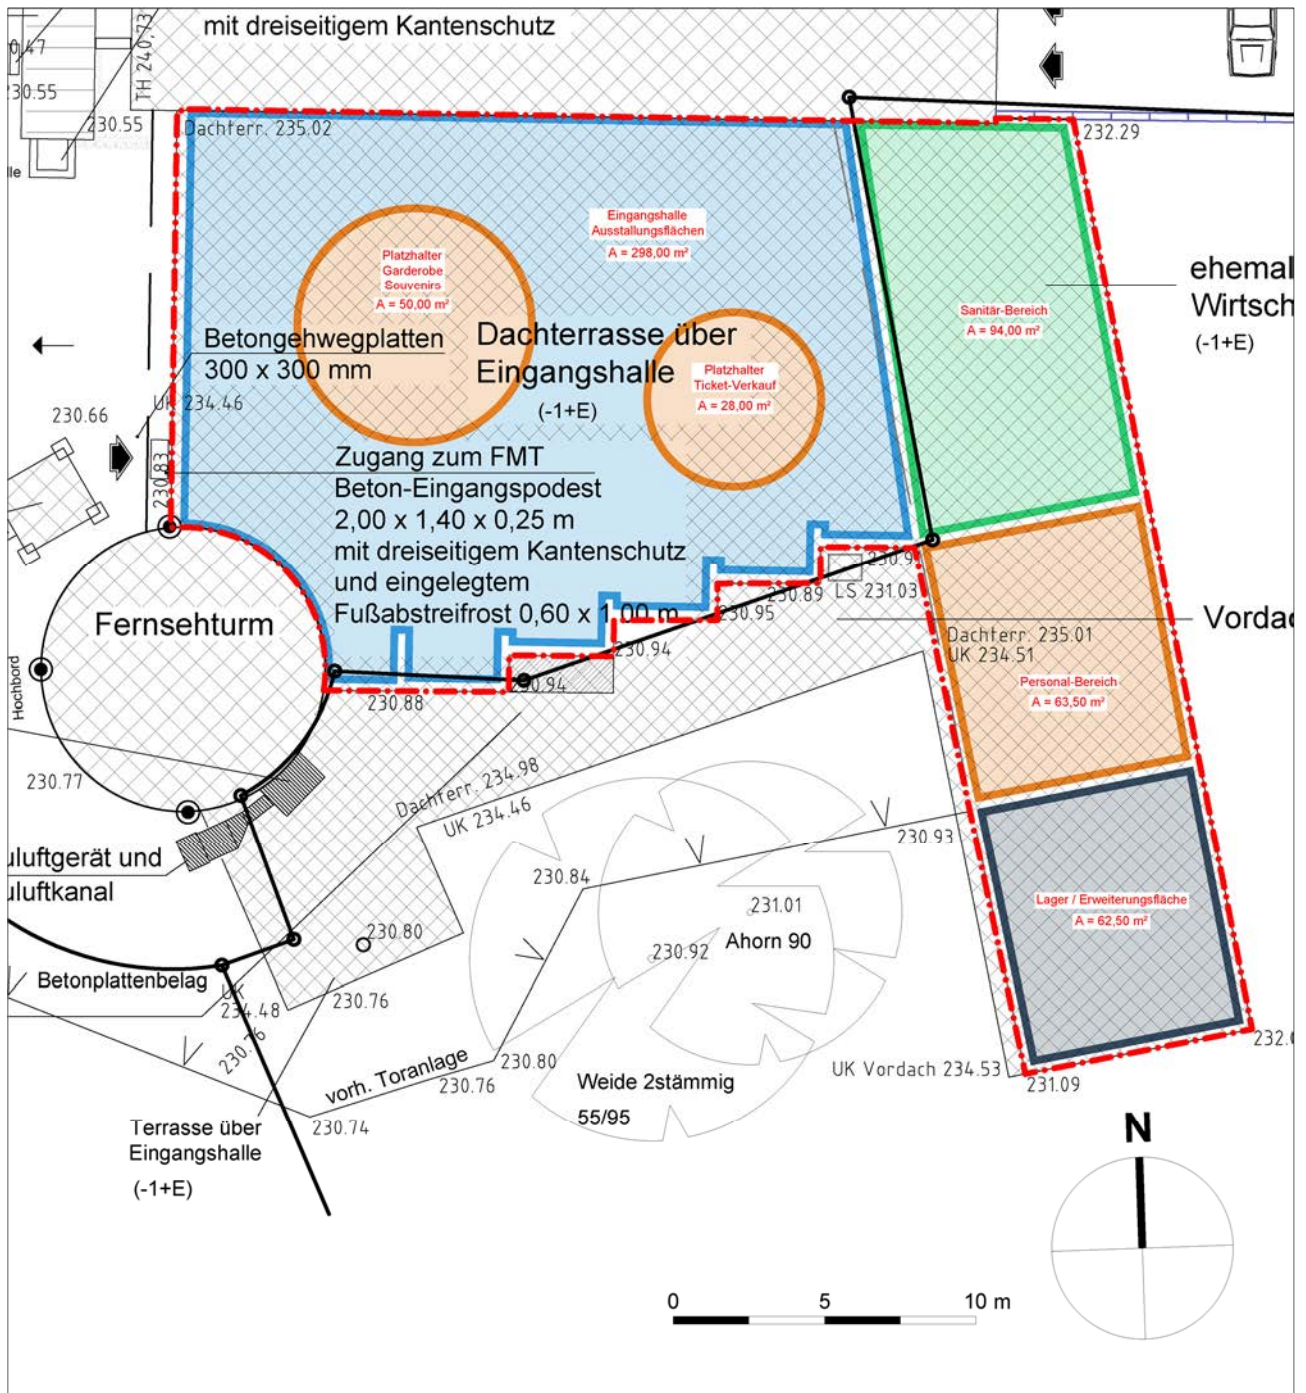 mit dreiseitigem Kantenschutz
TH 240,73
230.55
230.55
Dachterr. 235.02
232.29
Eingangshalle
Ausstallungsflächen
A = 298,00 m²
Platzhalter
Garderobe
Souvenirs
A = 50,00 m²
ehemal
Wirtsch
(-1+E)
Sanitär-Bereich
A = 94,00 m²
Betongehwegplatten
300 x 300 mm
Dachterrasse über
Eingangshalle
(-1+E)
Platzhalter
Ticket-Verkauf
A = 28,00 m²
UK 234.46
230.66
230.83
Zugang zum FMT
Beton-Eingangspodest
2,00 x 1,40 x 0,25 m
mit dreiseitigem Kantenschutz
und eingelegtem
Fußabstreifrost 0,60 x 1,00 m
230.9
230.89
LS 231.03
230.95
230.94
230.94
230.88
Fernsehturm
Vordac
Dachterr. 235.01
UK 234.51
Personal-Bereich
A = 63,50 m²
Hochbord
230.77
Dachterr. 234.98
UK 234.46
230.93
uluftgerät und
uluftkanal
230.84
Lager / Erweiterungsfläche
A = 62,50 m²
231.01
Ahorn 90
230.92
230.80
Betonplattenbelag
UK
234.48
230.76
230.76
232.0
230.80
230.76
vorh. Toranlage
UK Vordach 234.53
231.09
Weide 2stämmig
55/95
230.74
Terrasse über
Eingangshalle
(-1+E)
N
0 5 10 m